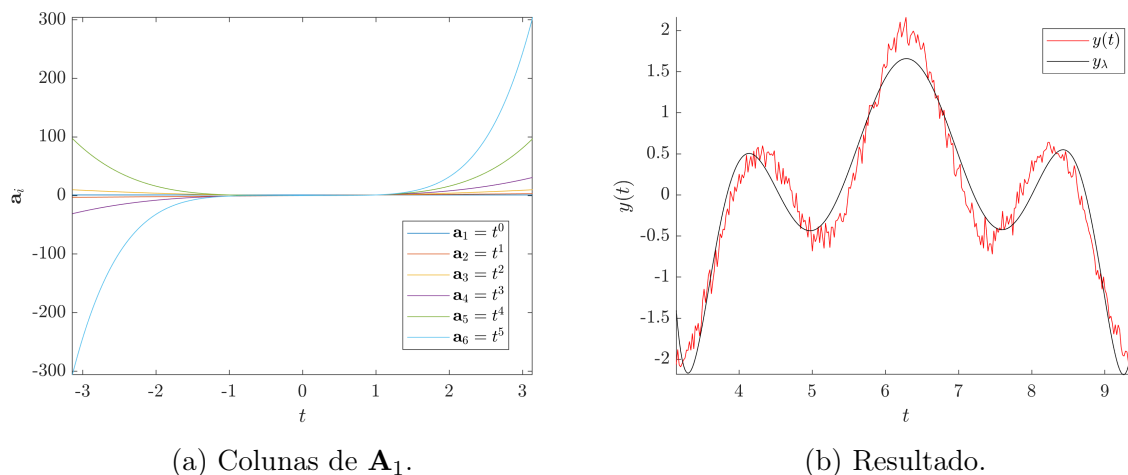 300
200
100
0
-100
-200
-300
-3
-2
-1
0
1
2
3
a_i
t
a_1 = t^0
a_2 = t^1
a_3 = t^2
a_4 = t^3
a_5 = t^4
a_6 = t^5
(a) Colunas de A_1.
2
1.5
1
0.5
0
-0.5
-1
-1.5
-2
4
5
6
7
8
9
y(t)
t
y(t)
y_λ
(b) Resultado.